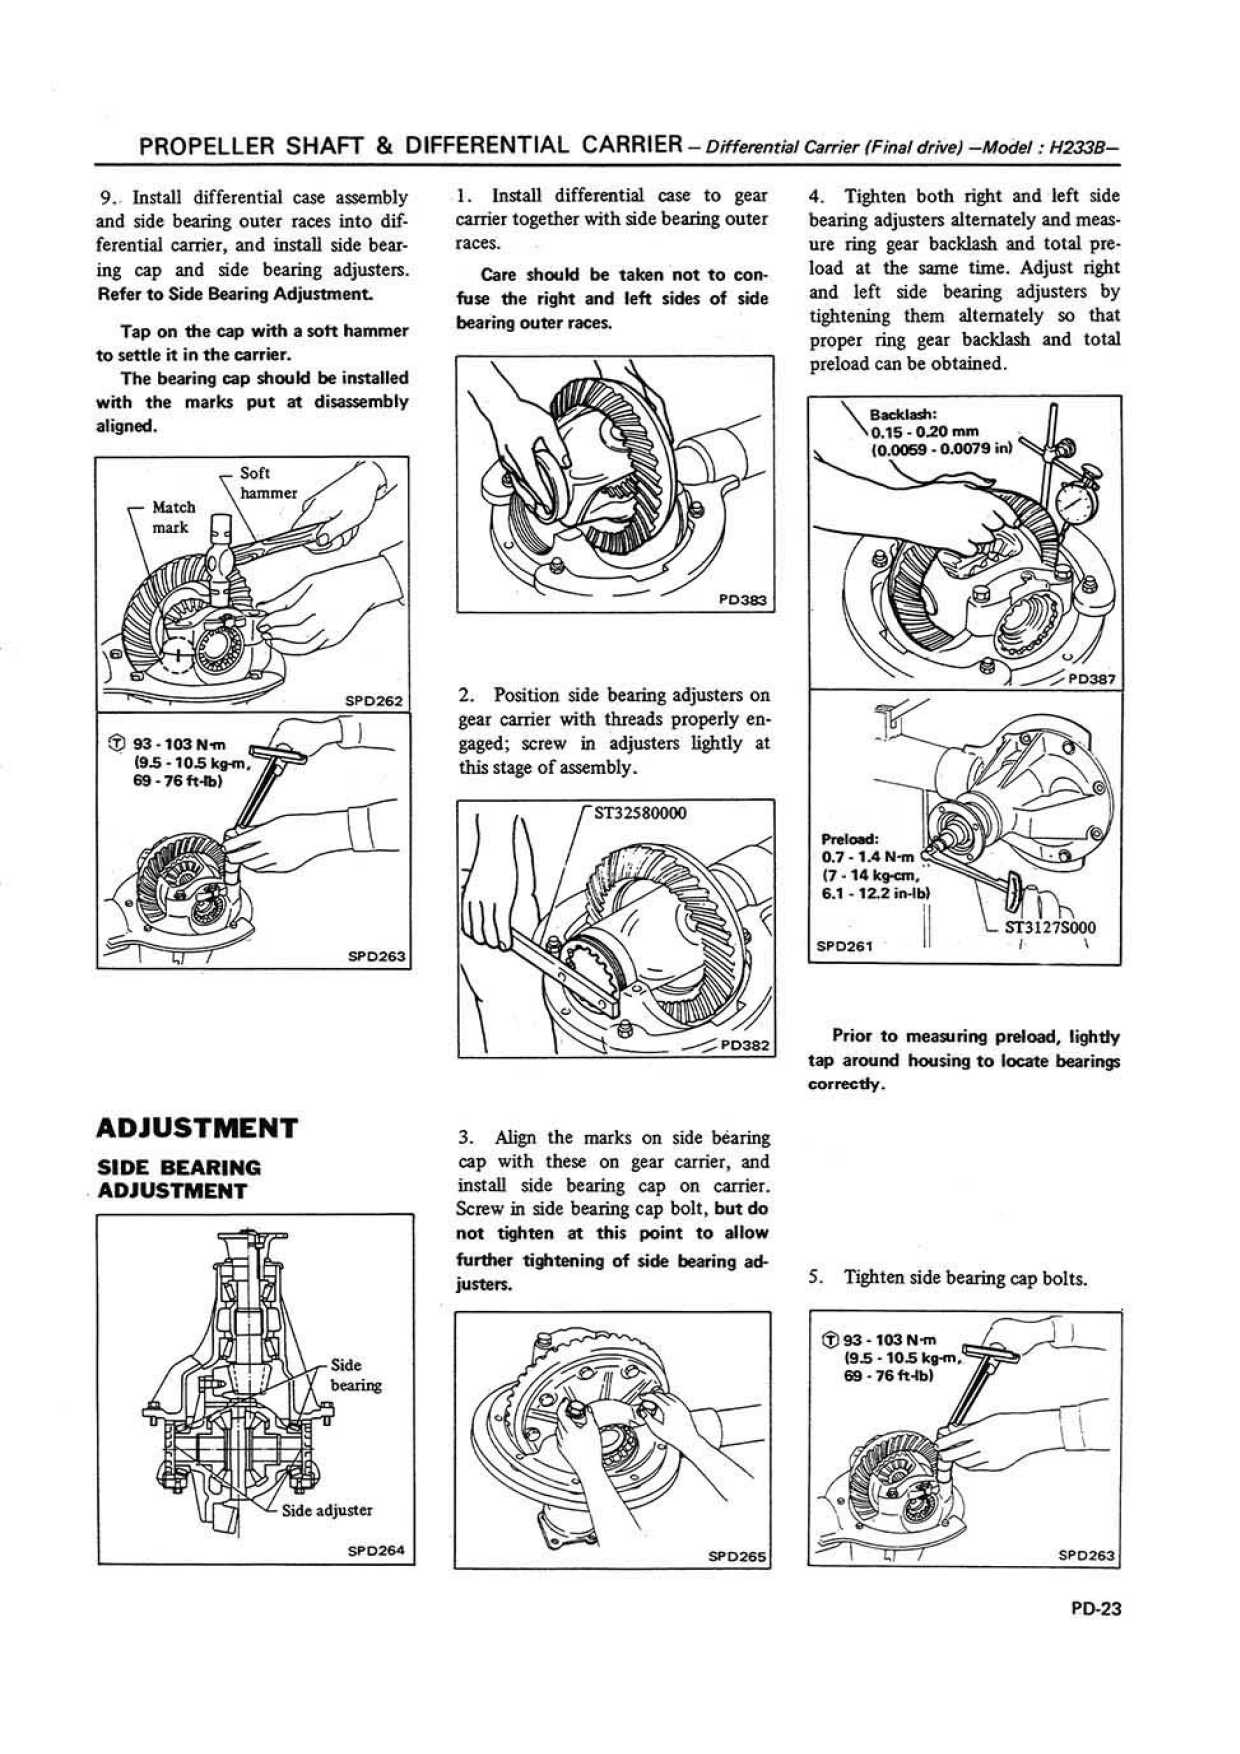 PROPELLER SHAFT & DIFFERENTIAL CARRIER – Differential Carrier (Final drive) –Model : H233B–
9. Install differential case assembly
and side bearing outer races into dif-
ferential carrier, and install side bear-
ing cap and side bearing adjusters.
Refer to Side Bearing Adjustment.
Tap on the cap with a soft hammer
to settle it in the carrier.
The bearing cap should be installed
with the marks put at disassembly
aligned.
Soft
hammer
Match
mark
SPD262
Ⓣ 93 - 103 N·m
(9.5 - 10.5 kg-m,
69 - 76 ft-lb)
SPD263
ADJUSTMENT
SIDE BEARING
ADJUSTMENT
Side
bearing
Side adjuster
SPD264
1. Install differential case to gear
carrier together with side bearing outer
races.
Care should be taken not to con-
fuse the right and left sides of side
bearing outer races.
PD383
2. Position side bearing adjusters on
gear carrier with threads properly en-
gaged; screw in adjusters lightly at
this stage of assembly.
ST32580000
PD382
3. Align the marks on side bearing
cap with these on gear carrier, and
install side bearing cap on carrier.
Screw in side bearing cap bolt, but do
not tighten at this point to allow
further tightening of side bearing ad-
justers.
SPD265
4. Tighten both right and left side
bearing adjusters alternately and meas-
ure ring gear backlash and total pre-
load at the same time. Adjust right
and left side bearing adjusters by
tightening them alternately so that
proper ring gear backlash and total
preload can be obtained.
Backlash:
0.15 - 0.20 mm
(0.0059 - 0.0079 in)
PD387
Preload:
0.7 - 1.4 N-m
(7 - 14 kg-cm,
6.1 - 12.2 in-lb)
ST3127S000
SPD261
Prior to measuring preload, lightly
tap around housing to locate bearings
correctly.
5. Tighten side bearing cap bolts.
Ⓣ 93 - 103 N·m
(9.5 - 10.5 kg-m,
69 - 76 ft-lb)
SPD263
PD-23